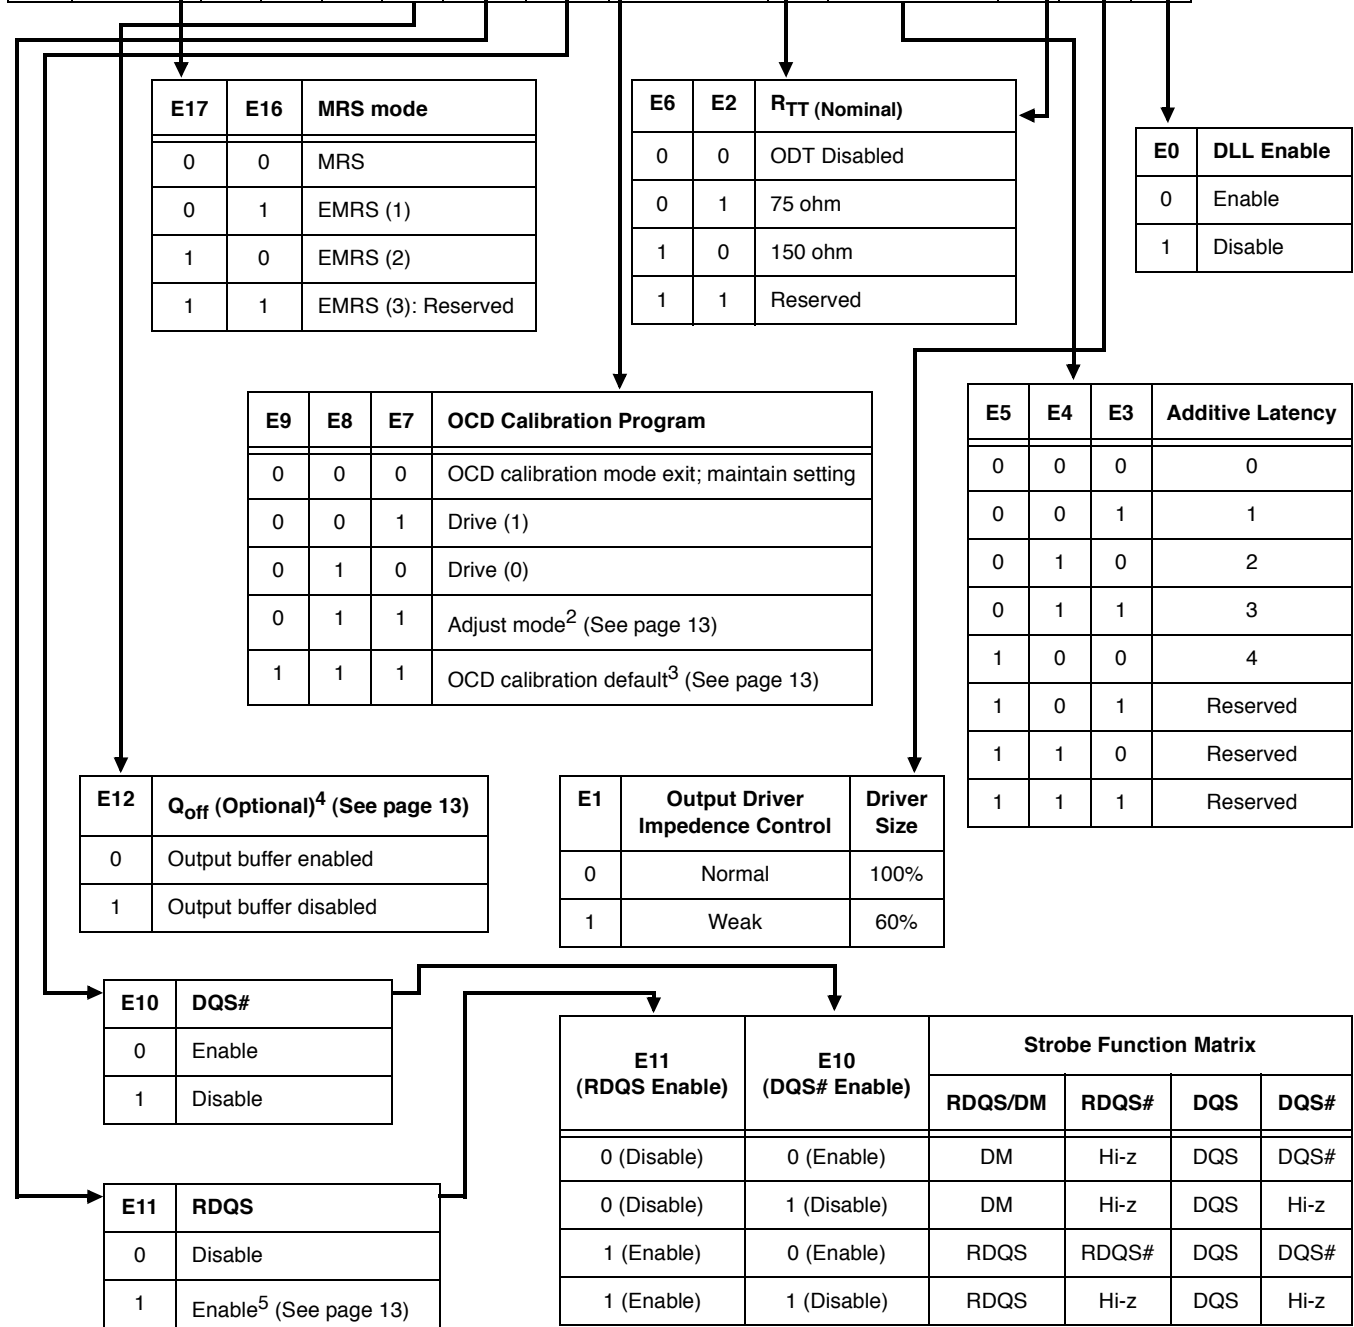 E17 E16 MRS mode
0 0 MRS
0 1 EMRS (1)
1 0 EMRS (2)
1 1 EMRS (3): Reserved
E6 E2 RTT (Nominal)
0 0 ODT Disabled
0 1 75 ohm
1 0 150 ohm
1 1 Reserved
E0 DLL Enable
0 Enable
1 Disable
E9 E8 E7 OCD Calibration Program
0 0 0 OCD calibration mode exit; maintain setting
0 0 1 Drive (1)
0 1 0 Drive (0)
0 1 1 Adjust mode2 (See page 13)
1 1 1 OCD calibration default3 (See page 13)
E5 E4 E3 Additive Latency
0 0 0 0
0 0 1 1
0 1 0 2
0 1 1 3
1 0 0 4
1 0 1 Reserved
1 1 0 Reserved
1 1 1 Reserved
E12 Qoff (Optional)4 (See page 13)
0 Output buffer enabled
1 Output buffer disabled
E1 Output Driver Driver
Impedence Control Size
0 Normal 100%
1 Weak 60%
E10 DQS#
0 Enable
1 Disable
E11 RDQS
0 Disable
1 Enable5 (See page 13)
E11 E10 Strobe Function Matrix
(RDQS Enable) (DQS# Enable) RDQS/DM RDQS# DQS DQS#
0 (Disable) 0 (Enable) DM Hi-z DQS DQS#
0 (Disable) 1 (Disable) DM Hi-z DQS Hi-z
1 (Enable) 0 (Enable) RDQS RDQS# DQS DQS#
1 (Enable) 1 (Disable) RDQS Hi-z DQS Hi-z